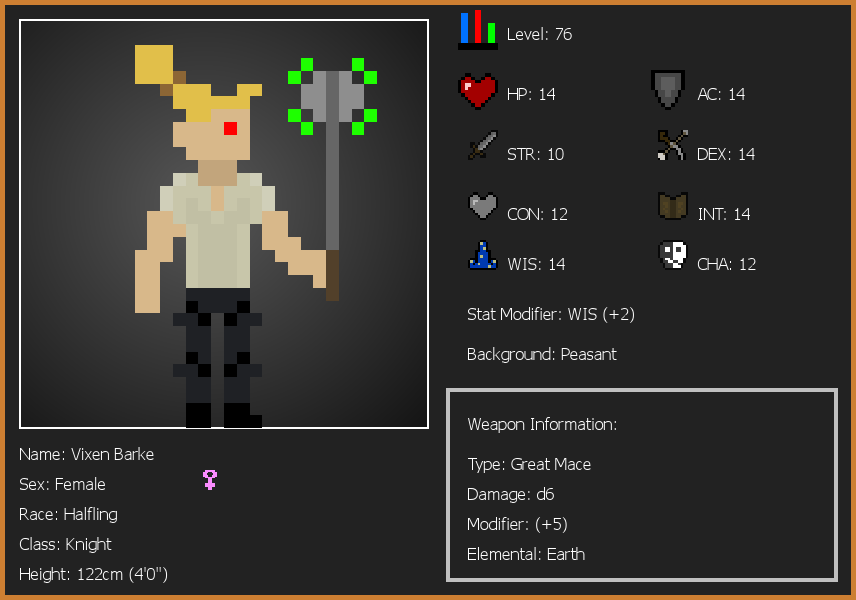 Level: 76
HP: 14
AC: 14
STR: 10
DEX: 14
CON: 12
INT: 14
WIS: 14
CHA: 12
Stat Modifier: WIS (+2)
Background: Peasant
Weapon Information:
Type: Great Mace
Damage: d6
Modifier: (+5)
Elemental: Earth
Name: Vixen Barke
Sex: Female
Race: Halfling
Class: Knight
Height: 122cm (4'0")